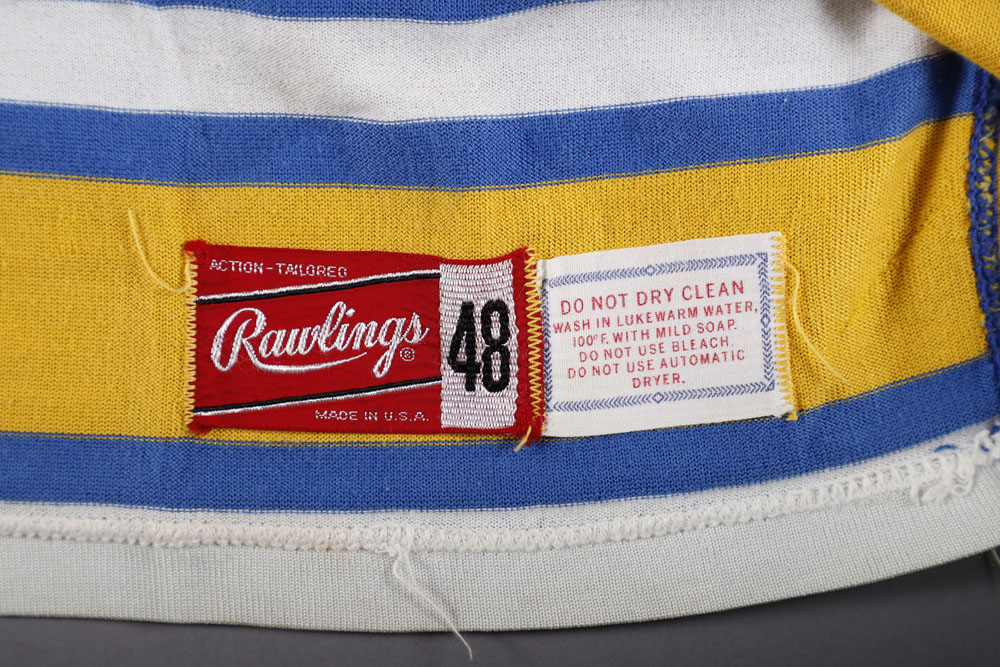 ACTION-TAILORED
Rawlings®
48
MADE IN U.S.A.
DO NOT DRY CLEAN
WASH IN LUKEWARM WATER,
100°F. WITH MILD SOAP.
DO NOT USE BLEACH.
DO NOT USE AUTOMATIC
DRYER.